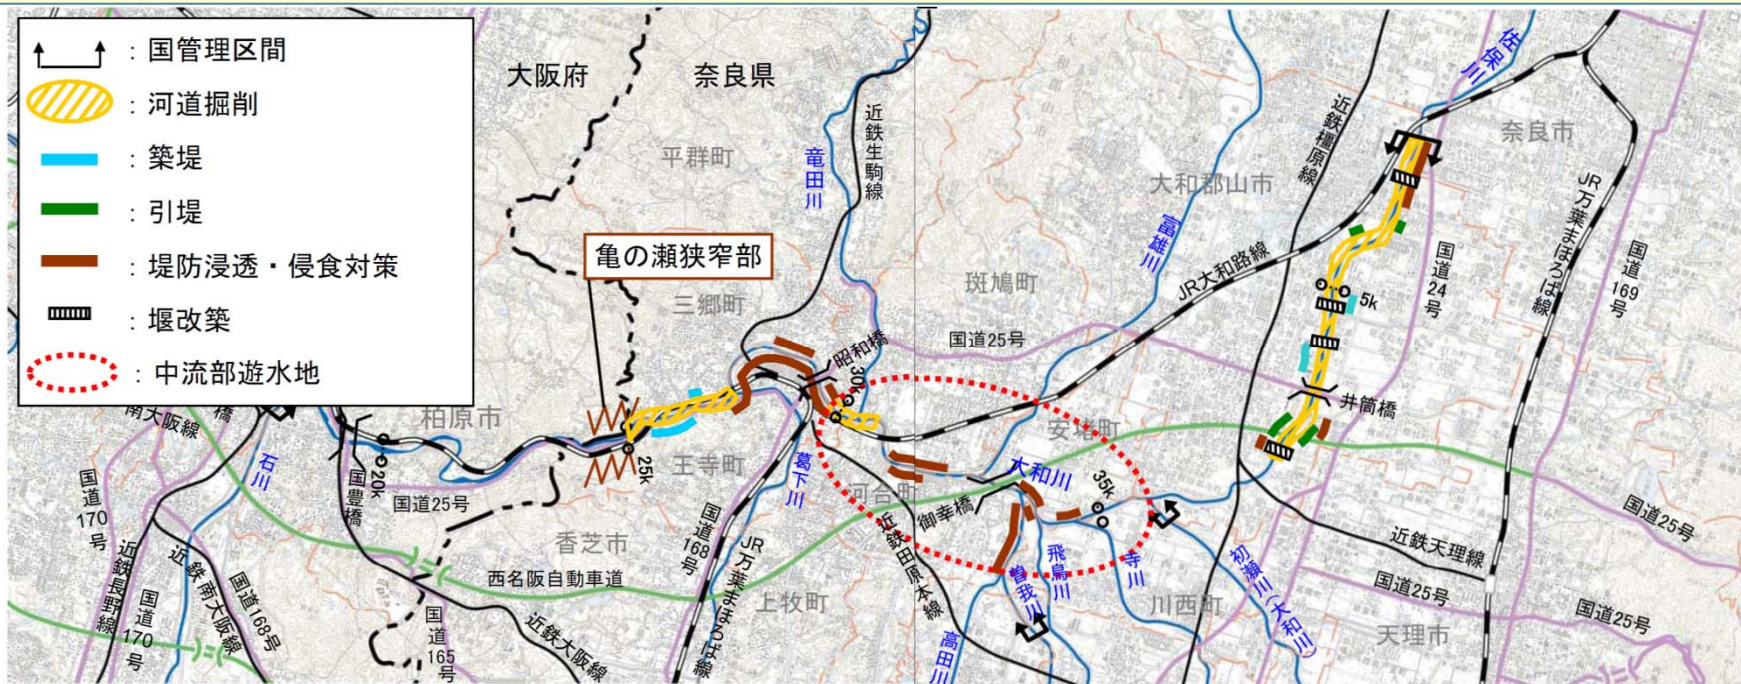 : 国管理区間
: 河道掘削
: 築堤
: 引堤
: 堤防浸透・侵食対策
: 堰改築
: 中流部遊水地
大阪府
奈良県
平群町
竜田川
近鉄生駒線
亀の瀬狭窄部
三郷町
斑鳩町
富雄川
大和郡山市
近鉄橿原線
佐保川
奈良市
JR万葉まほろば線
国道169号
国道24号
JR大和路線
国道25号
昭和橋
30k
5k
井筒橋
安堵町
大和川
35k
河合町
御幸橋
近鉄田原本線
柏原市
橋
南大阪線
石川
国道170号
20k
国豊橋
国道25号
25k
王寺町
葛下川
国道168号
JR万葉まほろば線
香芝市
西名阪自動車道
上牧町
近鉄長野線
国道170号
近鉄南大阪線
国道168号
国道165号
近鉄大阪線
高田川
曽我川
飛鳥川
寺川
川西町
初瀬川(大和川)
近鉄天理線
国道25号
国道25号
国道25号
天理市